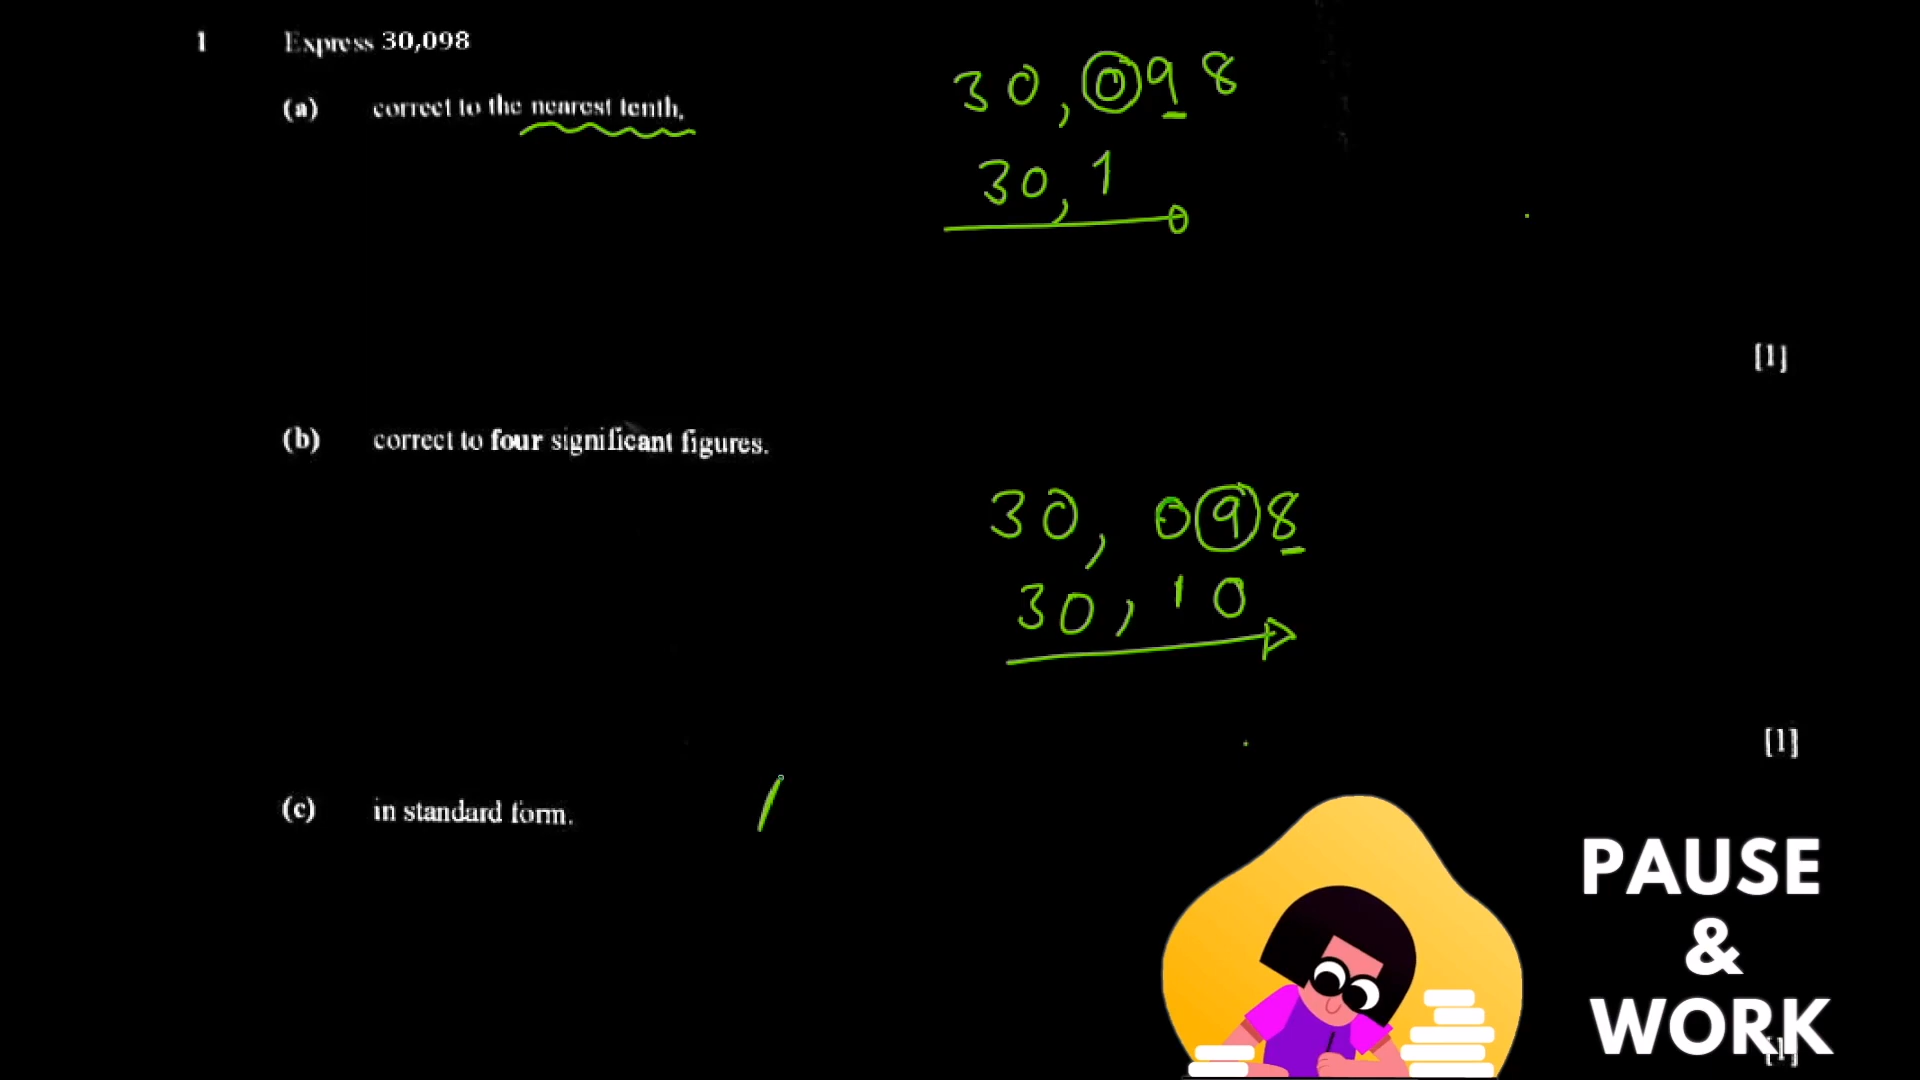 1 Express 30,098
(a) correct to the nearest tenth,
30,098
30,1
[1]
(b) correct to four significant figures.
30,098
30,10
[1]
(c) in standard form.
PAUSE
&
WORK
[1]